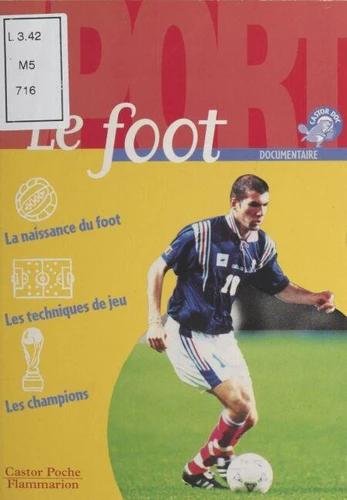 L 3.42
M5
716
SPORT
Le foot
CASTOR DOC
DOCUMENTAIRE
La naissance du foot
Les techniques de jeu
Les champions
10
Castor Poche
Flammarion